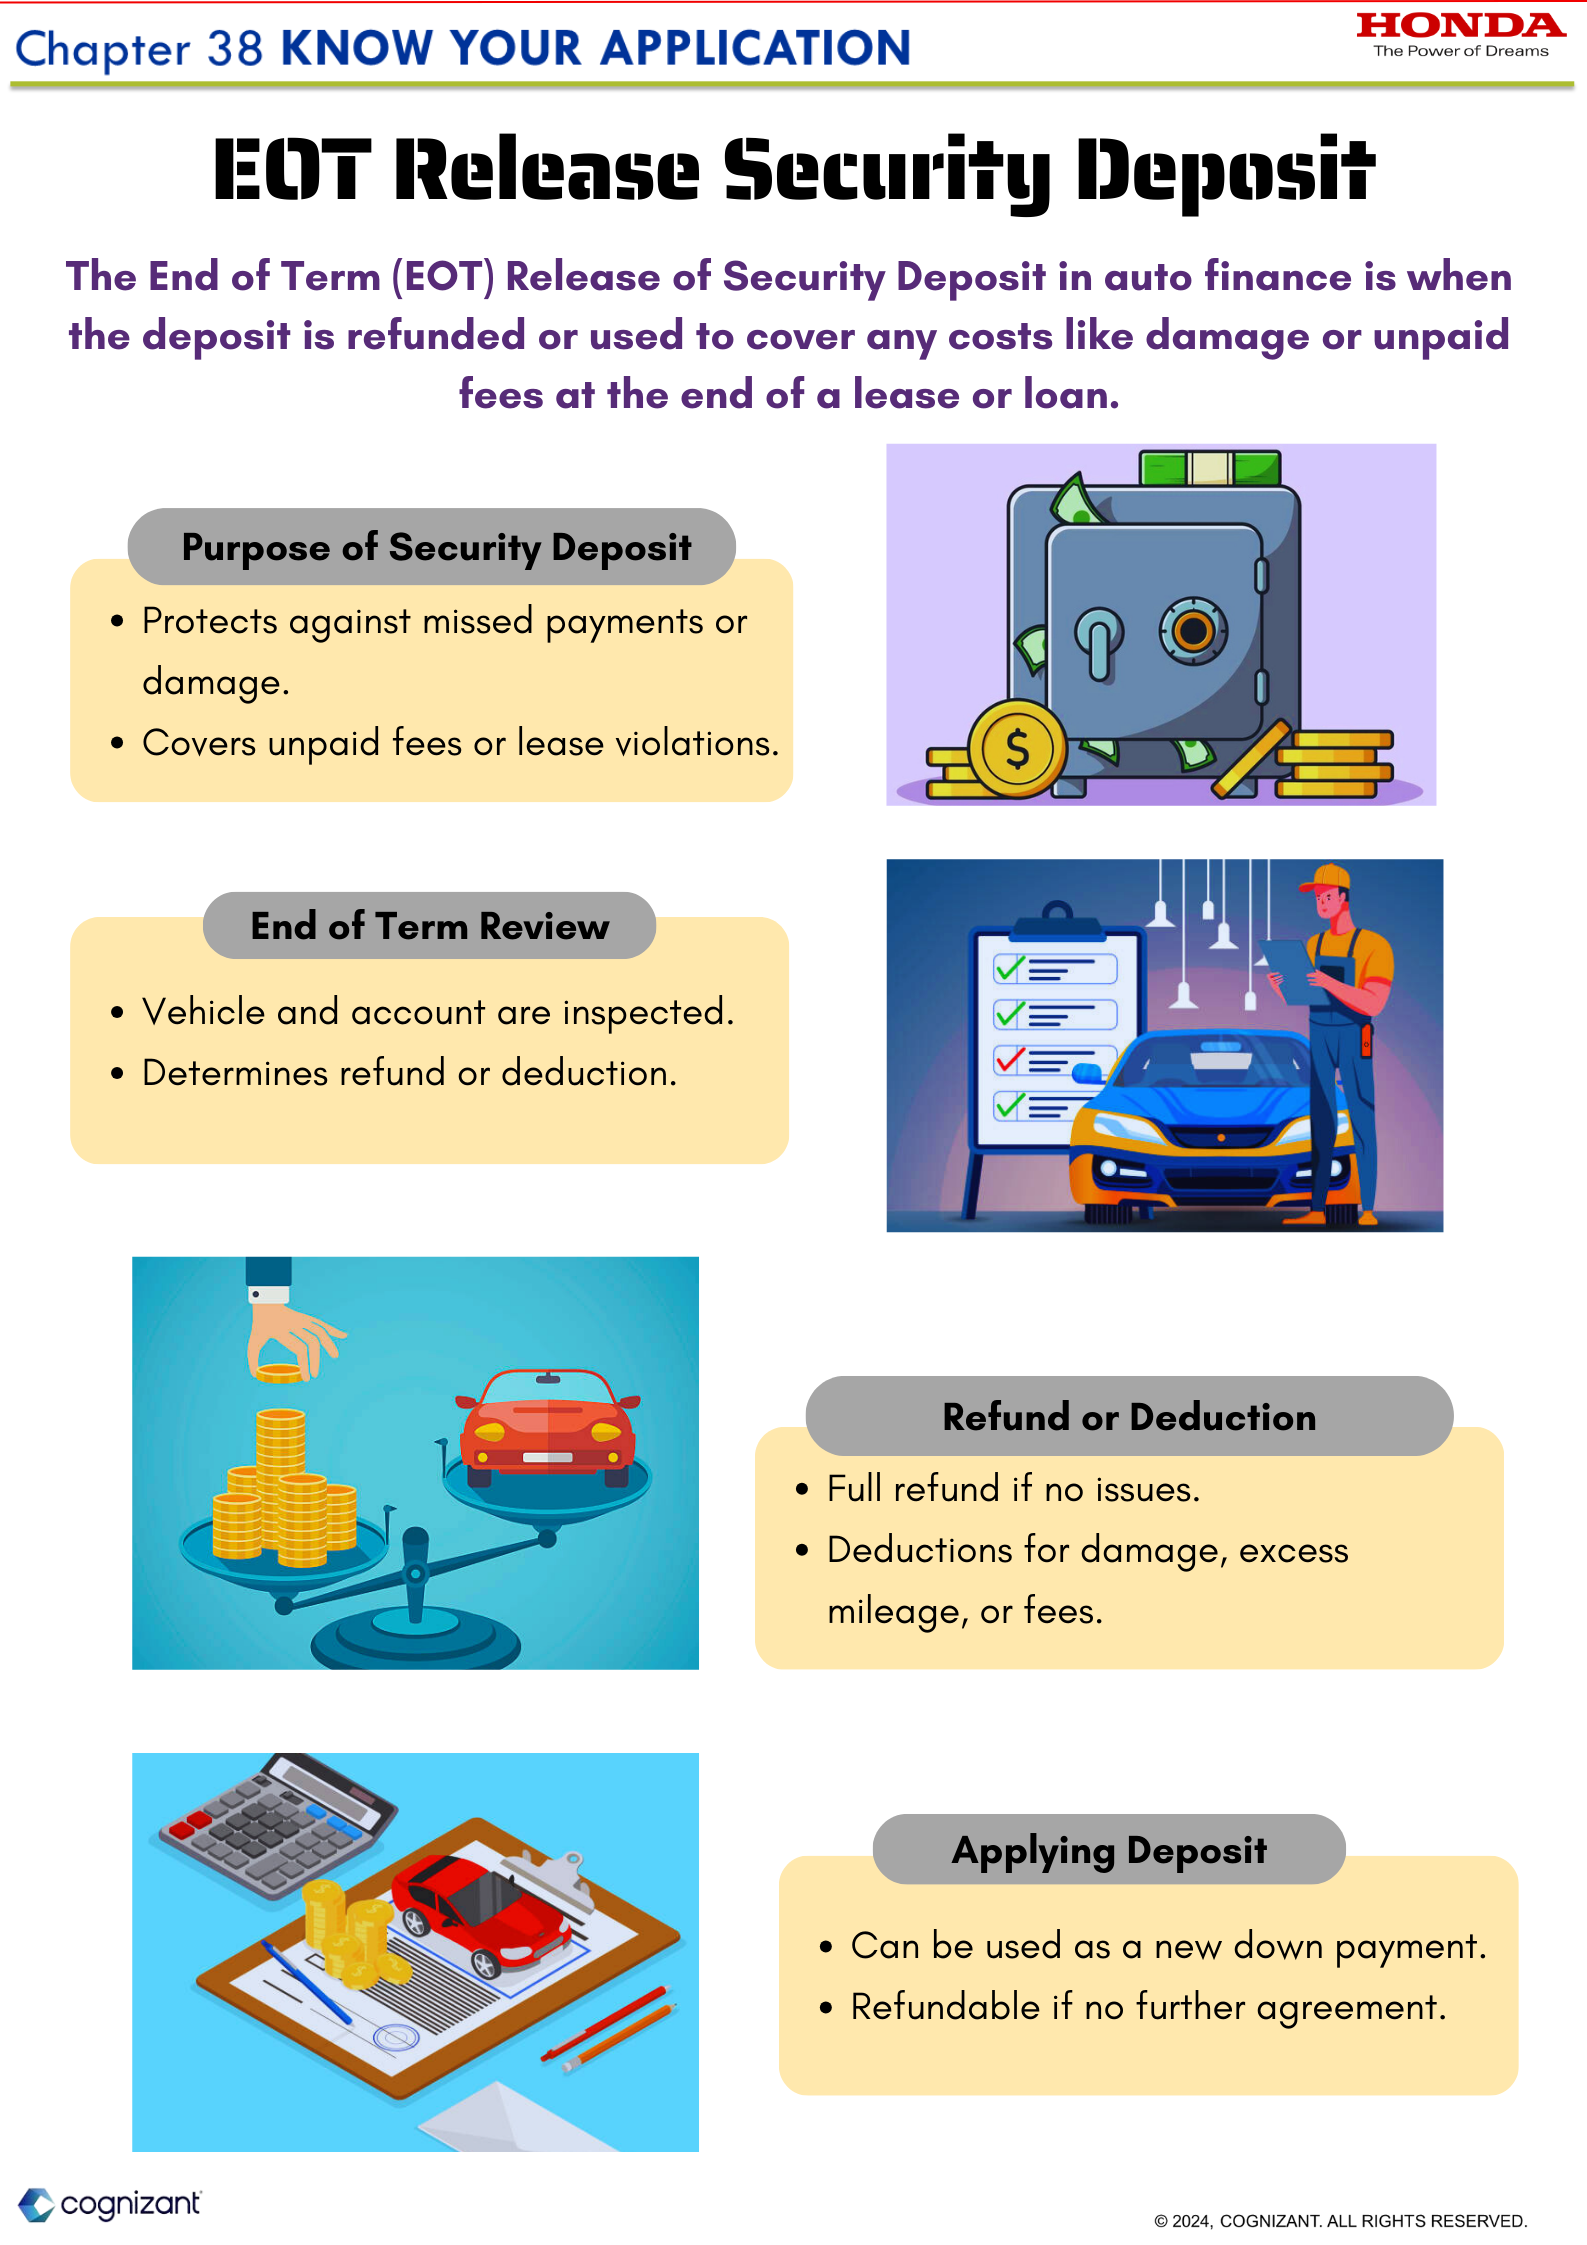 Chapter 38 KNOW YOUR APPLICATION
HONDA
The Power of Dreams
EOT Release Security Deposit
The End of Term (EOT) Release of Security Deposit in auto finance is when
the deposit is refunded or used to cover any costs like damage or unpaid
fees at the end of a lease or loan.
Purpose of Security Deposit
• Protects against missed payments or
damage.
• Covers unpaid fees or lease violations.
$
End of Term Review
• Vehicle and account are inspected.
• Determines refund or deduction.
Refund or Deduction
• Full refund if no issues.
• Deductions for damage, excess
mileage, or fees.
Applying Deposit
• Can be used as a new down payment.
• Refundable if no further agreement.
cognizant
© 2024, COGNIZANT. ALL RIGHTS RESERVED.